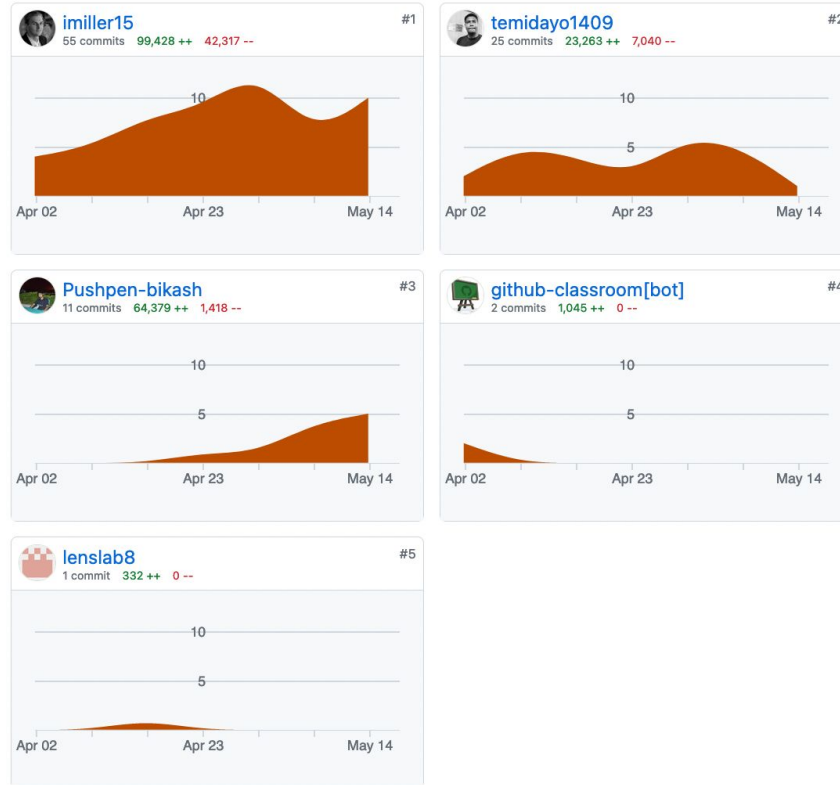 imiller15 #1
55 commits 99,428 ++ 42,317 --
10
Apr 02 Apr 23 May 14
temidayo1409 #2
25 commits 23,263 ++ 7,040 --
10
5
Apr 02 Apr 23 May 14
Pushpen-bikash #3
11 commits 64,379 ++ 1,418 --
10
5
Apr 02 Apr 23 May 14
github-classroom[bot] #4
2 commits 1,045 ++ 0 --
10
5
Apr 02 Apr 23 May 14
lenslab8 #5
1 commit 332 ++ 0 --
10
5
Apr 02 Apr 23 May 14